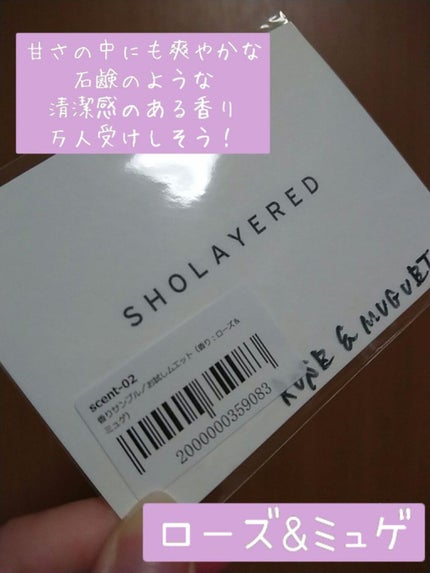 甘さの中にも爽やかな
石鹸のような
清潔感のある香り
万人受けしそう！
SHOLAYERED
scent-02
香りサンプル／お試しムエット（香り：ローズ＆
ミュゲ）
2000000359083
ROSE & MUGUET
ローズ&ミュゲ